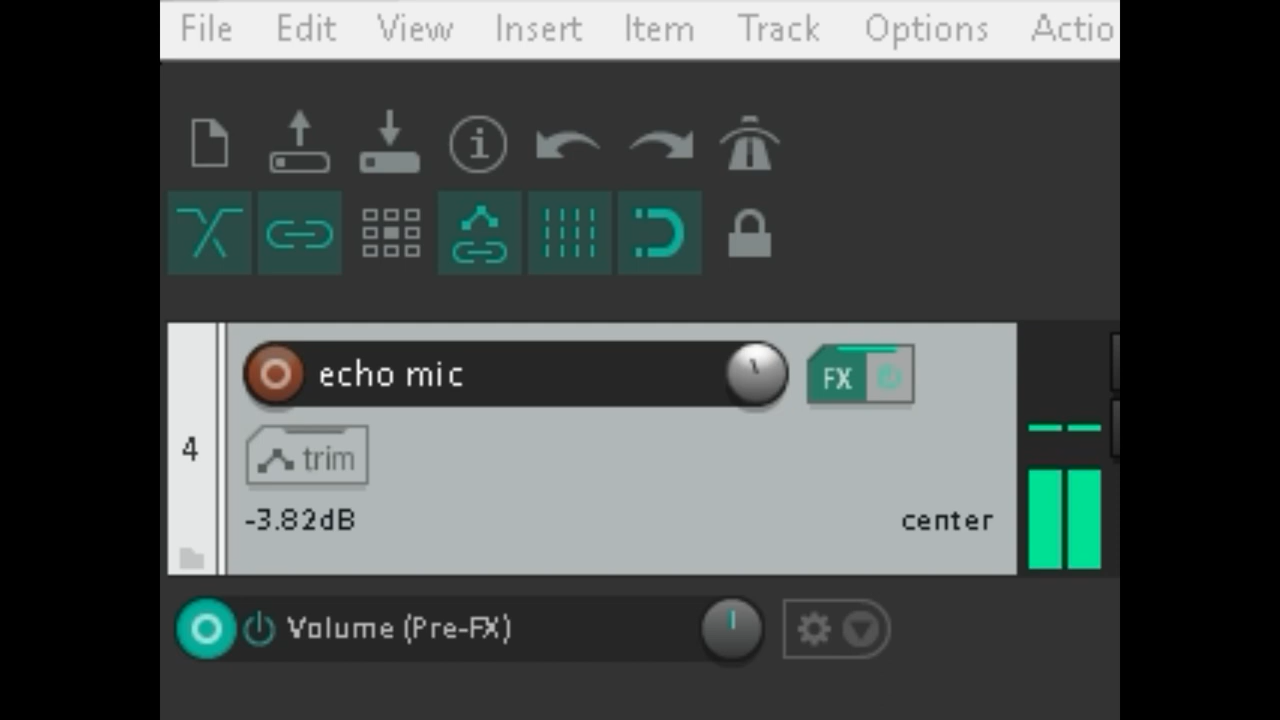 File Edit View Insert Item Track Options Actio
echo mic FX
4
trim
-3.82dB center
Volume (Pre-FX)